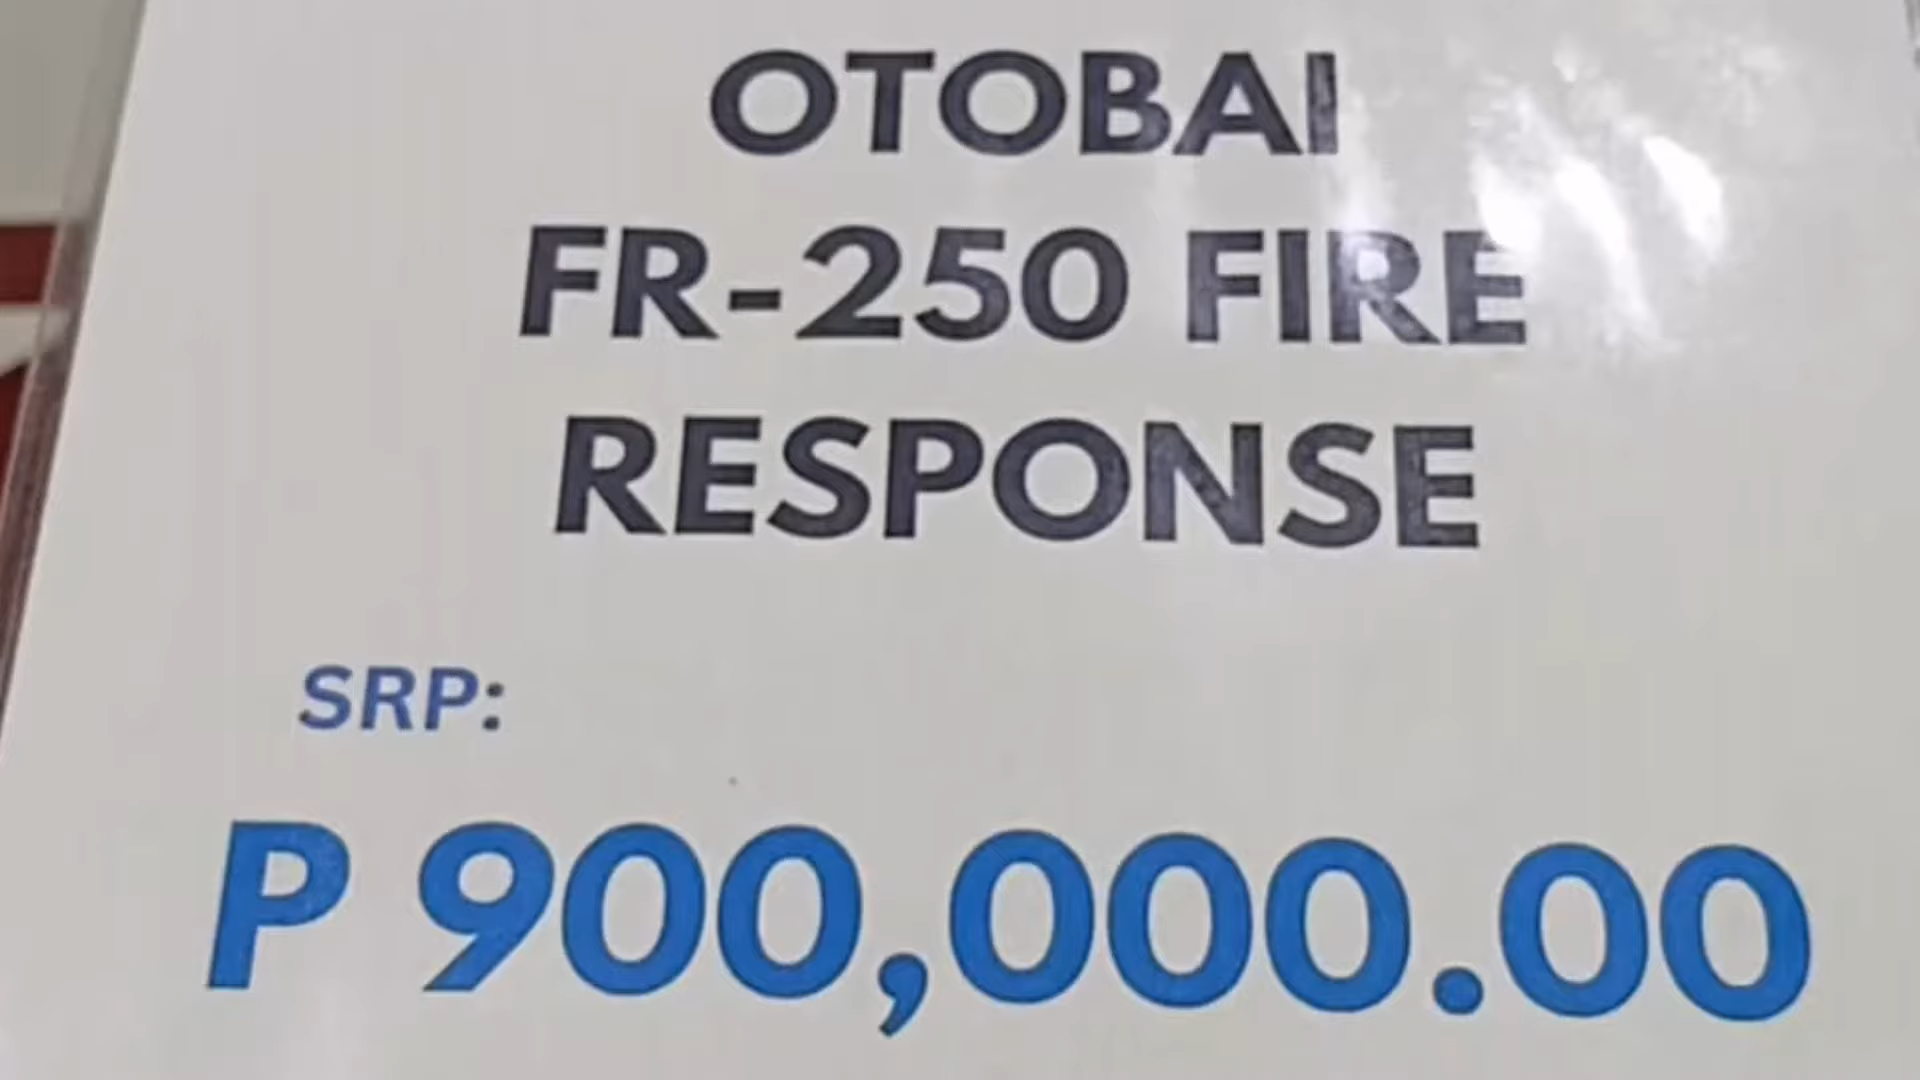 OTOBAI
FR-250 FIRE
RESPONSE
SRP:
P 900,000.00